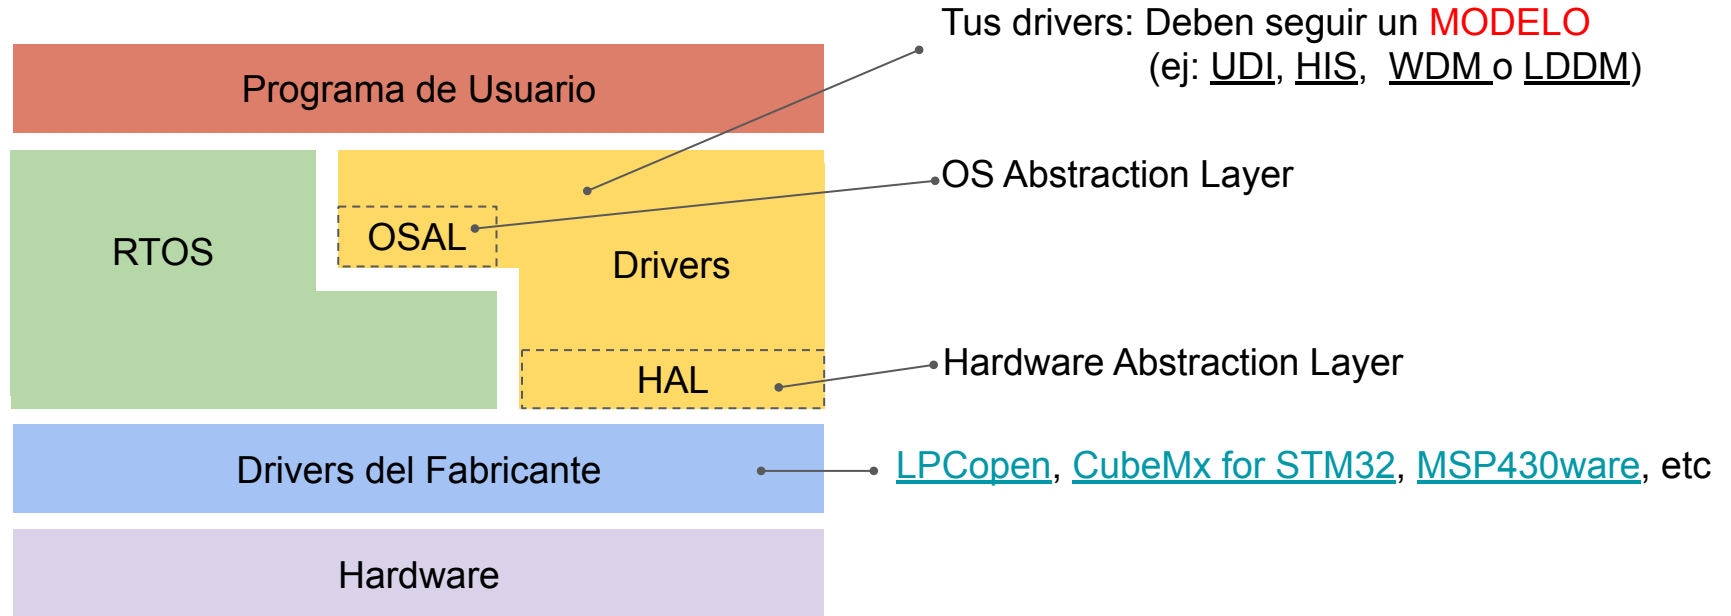 Tus drivers: Deben seguir un MODELO
(ej: UDI, HIS, WDM o LDDM)
Programa de Usuario
OS Abstraction Layer
OSAL
RTOS
Drivers
Hardware Abstraction Layer
HAL
Drivers del Fabricante
LPCopen, CubeMx for STM32, MSP430ware, etc
Hardware